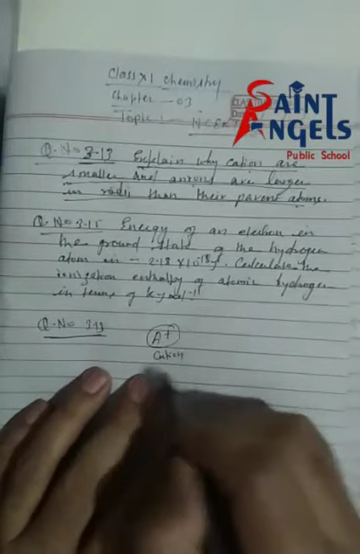 Class XI Chemistry
Chapter - 03
Topic : - NCERT
SAINT
ANGELS
Public School
Q.No= 3.13 Explain why cation are
smaller and anions are larger
in radii than their parent atoms.
Q.No= 3.15 Energy of an electron in
the ground state of the hydrogen
atom is - 2.18 × 10⁻¹⁸J. Calculate the
ionization enthalpy of atomic hydrogen
in terms of KJ mol⁻¹
Q.No= 3.13
A+
Cation